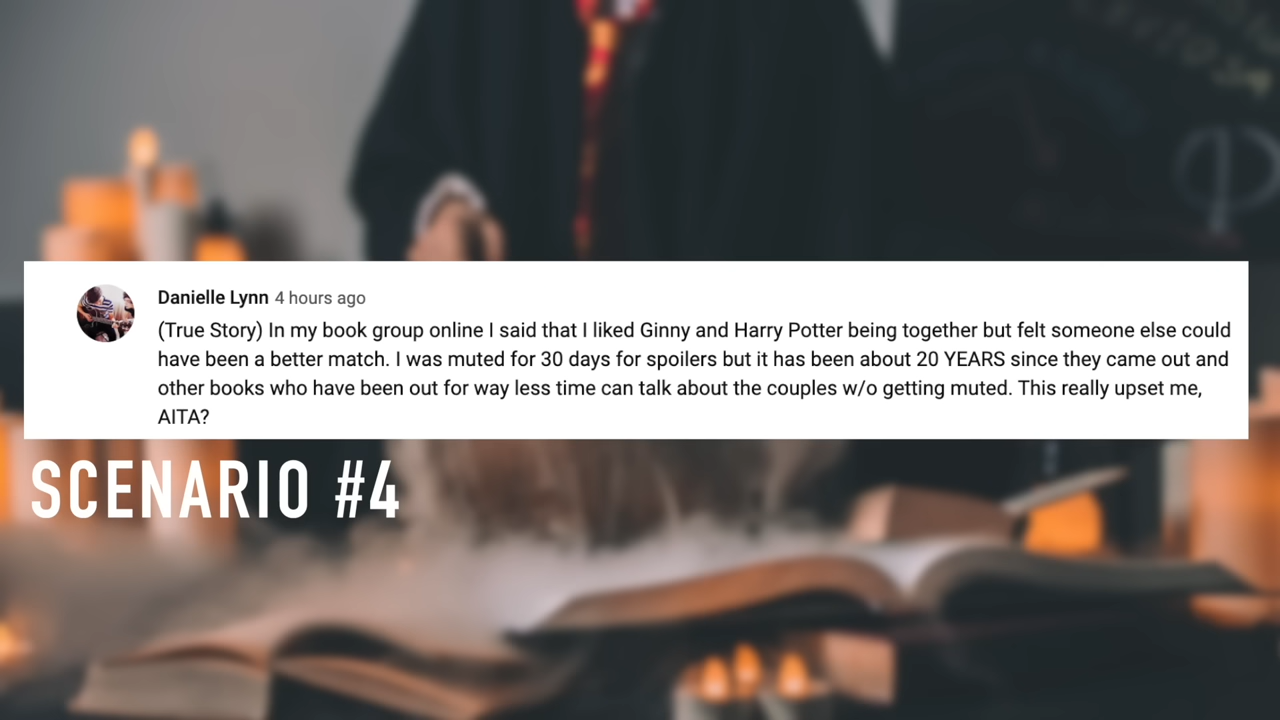 Danielle Lynn 4 hours ago
(True Story) In my book group online I said that I liked Ginny and Harry Potter being together but felt someone else could
have been a better match. I was muted for 30 days for spoilers but it has been about 20 YEARS since they came out and
other books who have been out for way less time can talk about the couples w/o getting muted. This really upset me,
AITA?
SCENARIO #4